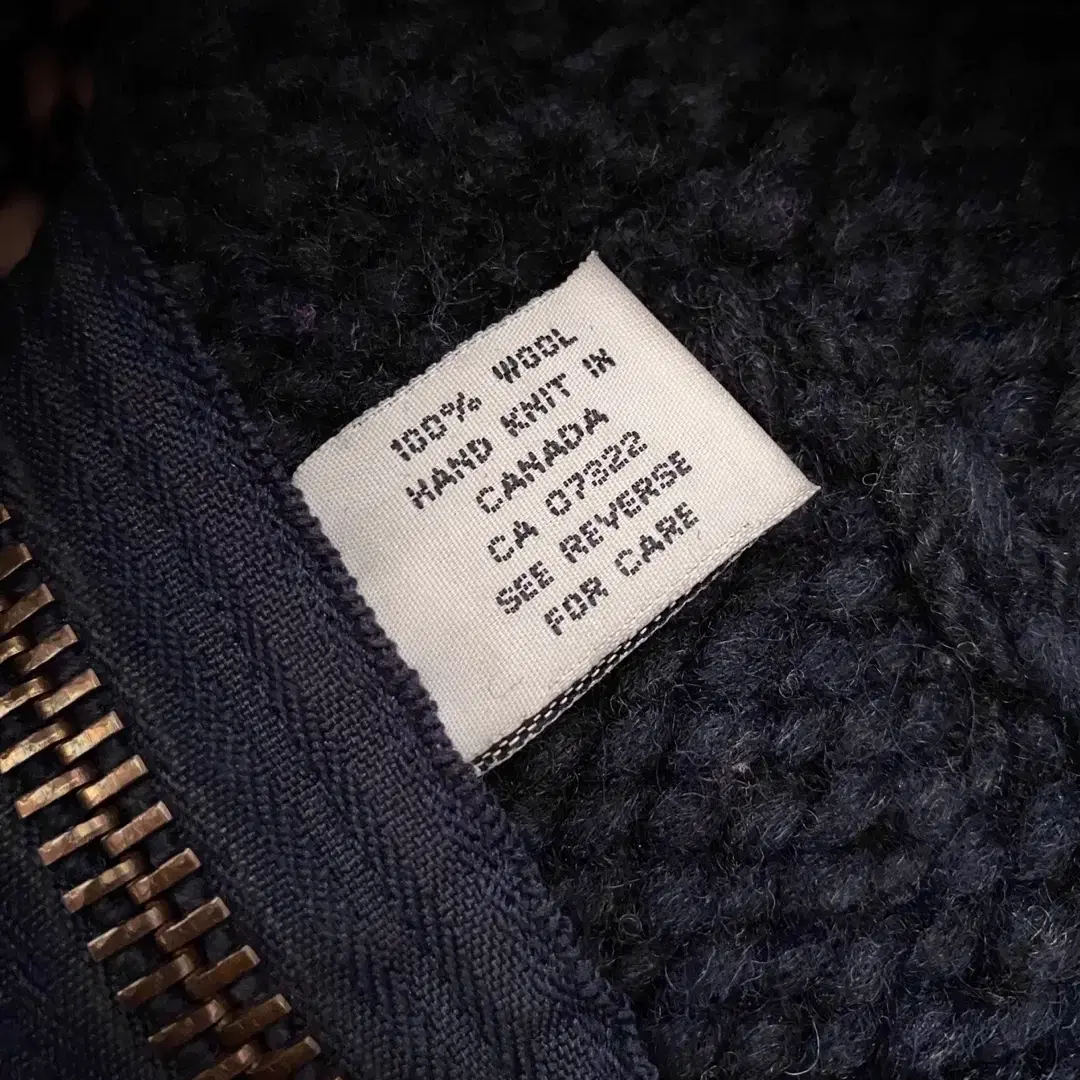 100% WOOL
HAND KNIT IN
CANADA
CA 07322
SEE REVERSE
FOR CARE